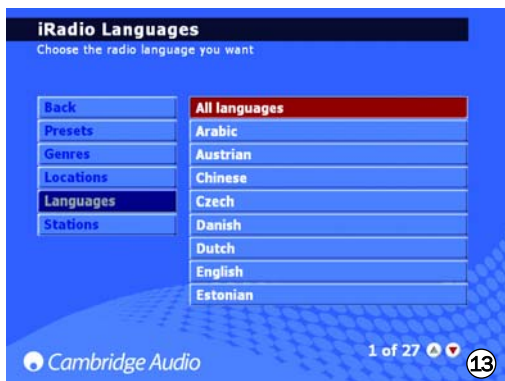 iRadio Languages
Choose the radio language you want
Back
Presets
Genres
Locations
Languages
Stations
All languages
Arabic
Austrian
Chinese
Czech
Danish
Dutch
English
Estonian
Cambridge Audio
1 of 27
13